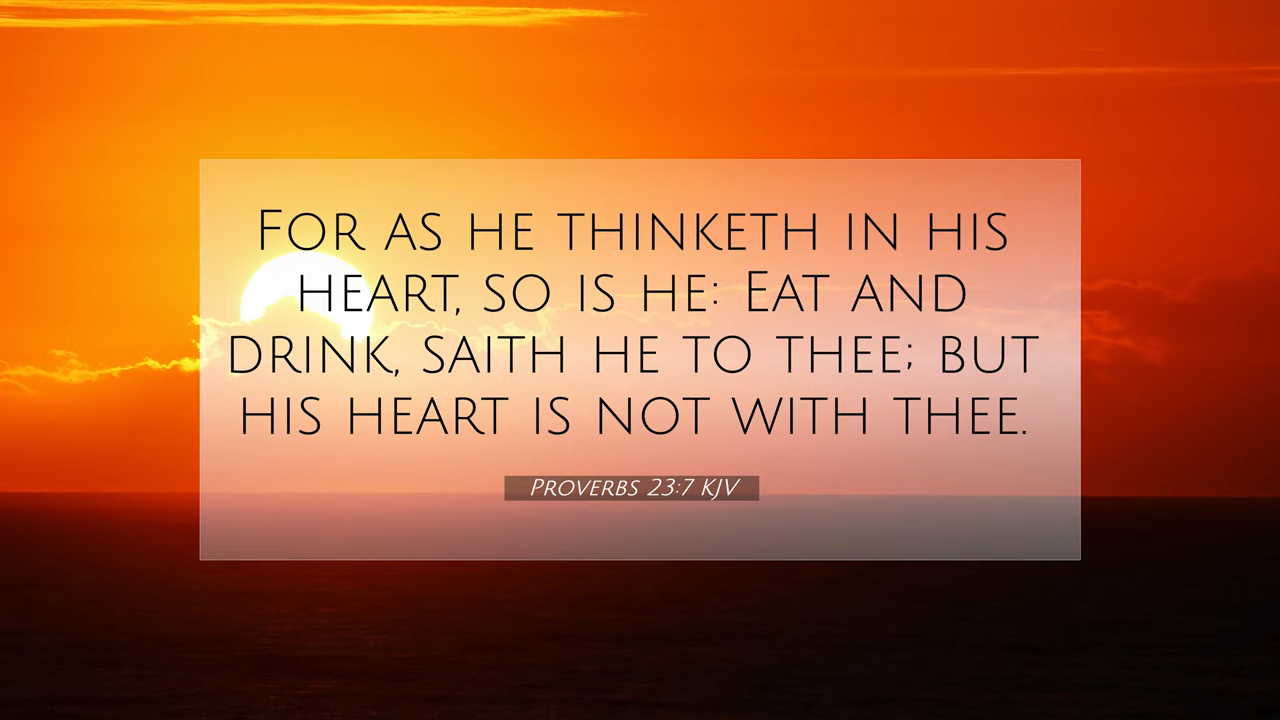 For as he thinketh in his
heart, so is he: Eat and
drink, saith he to thee; but
his heart is not with thee.
Proverbs 23:7 KJV